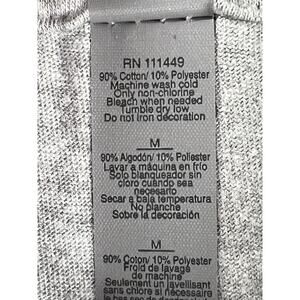 RN 111449
90% Cotton/ 10% Polyester
Machine wash cold
Only non-chlorine
Bleach when needed
Tumble dry low
Do not iron decoration
M
90% Algodón/ 10% Poliester
Lavar a máquina en frío
Solo blanqueador sin
cloro cuando sea
necesarto
Secar a baja temperatura
No planche
Sobre la decoración
M
90% Coton/ 10% Polyester
Froid de lavage
de machine
Seulement un javellisant
sans chlore si nécessaire